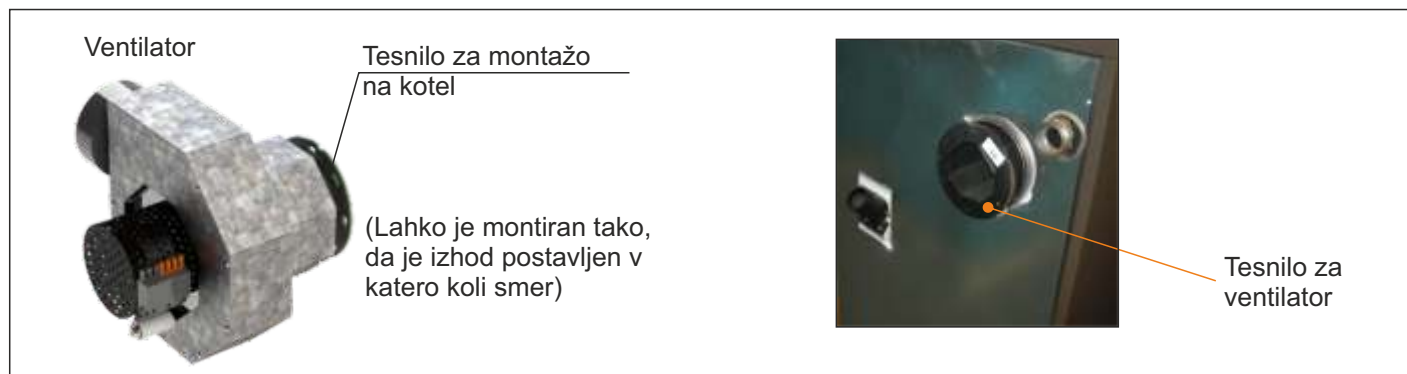 Ventilator
Tesnilo za montažo
na kotel
(Lahko je montiran tako,
da je izhod postavljen v
katero koli smer)
Tesnilo za
ventilator